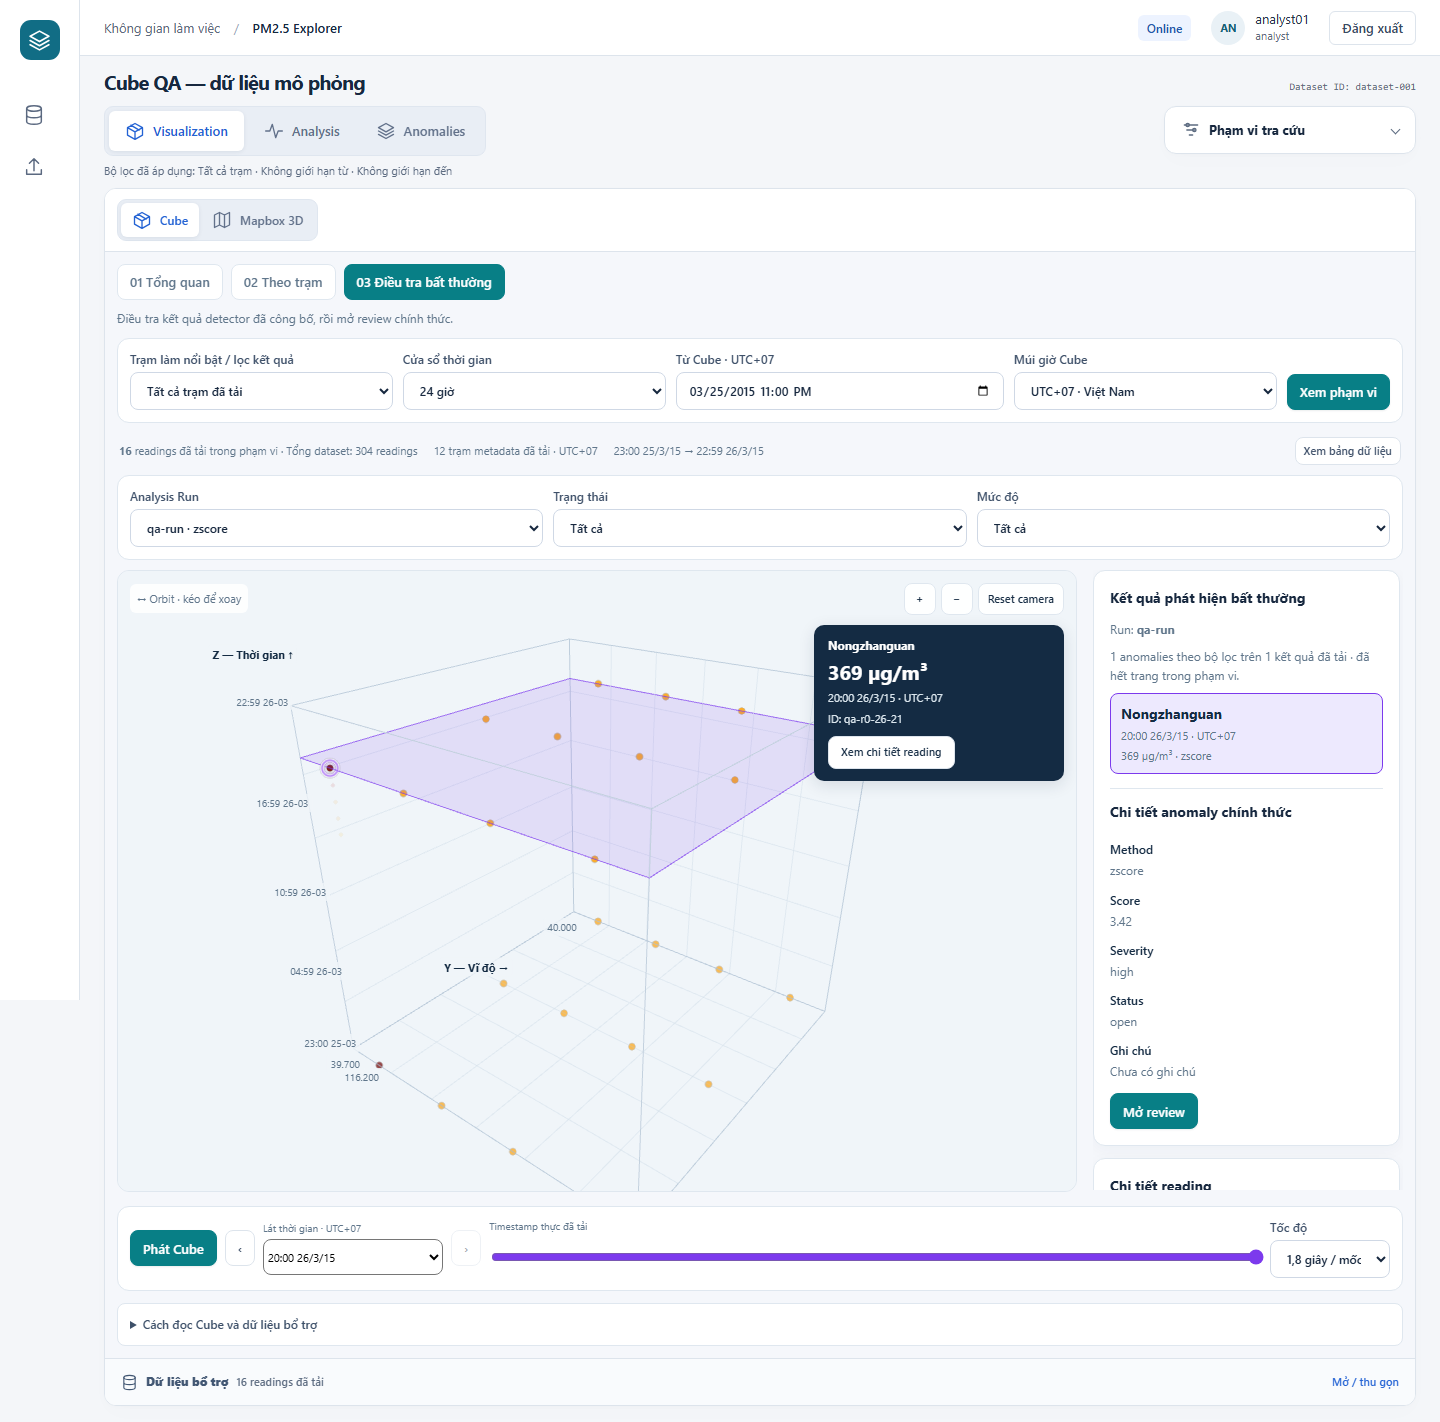 Không gian làm việc / PM2.5 Explorer
Online
AN
analyst01
analyst
Đăng xuất
Cube QA — dữ liệu mô phỏng
Dataset ID: dataset-001
Visualization
Analysis
Anomalies
Phạm vi tra cứu
Bộ lọc đã áp dụng: Tất cả trạm · Không giới hạn từ · Không giới hạn đến
Cube
Mapbox 3D
01 Tổng quan
02 Theo trạm
03 Điều tra bất thường
Điều tra kết quả detector đã công bố, rồi mở review chính thức.
Trạm làm nổi bật / lọc kết quả
Cửa sổ thời gian
Từ Cube · UTC+07
Múi giờ Cube
Tất cả trạm đã tải
24 giờ
03/25/2015 11:00 PM
UTC+07 · Việt Nam
Xem phạm vi
16 readings đã tải trong phạm vi · Tổng dataset: 304 readings
12 trạm metadata đã tải · UTC+07
23:00 25/3/15 → 22:59 26/3/15
Xem bảng dữ liệu
Analysis Run
Trạng thái
Mức độ
qa-run · zscore
Tất cả
Tất cả
↔ Orbit · kéo để xoay
+
−
Reset camera
Z — Thời gian ↑
22:59 26-03
16:59 26-03
10:59 26-03
04:59 26-03
23:00 25-03
39.700
116.200
40.000
Y — Vĩ độ →
Nongzhanguan
369 µg/m³
20:00 26/3/15 · UTC+07
ID: qa-r0-26-21
Xem chi tiết reading
Kết quả phát hiện bất thường
Run: qa-run
1 anomalies theo bộ lọc trên 1 kết quả đã tải · đã
hết trang trong phạm vi.
Nongzhanguan
20:00 26/3/15 · UTC+07
369 µg/m³ · zscore
Chi tiết anomaly chính thức
Method
zscore
Score
3.42
Severity
high
Status
open
Ghi chú
Chưa có ghi chú
Mở review
Chi tiết reading
Phát Cube
‹
Lát thời gian · UTC+07
20:00 26/3/15
›
Timestamp thực đã tải
Tốc độ
1,8 giây / mốc
Cách đọc Cube và dữ liệu bổ trợ
Dữ liệu bổ trợ 16 readings đã tải
Mở / thu gọn